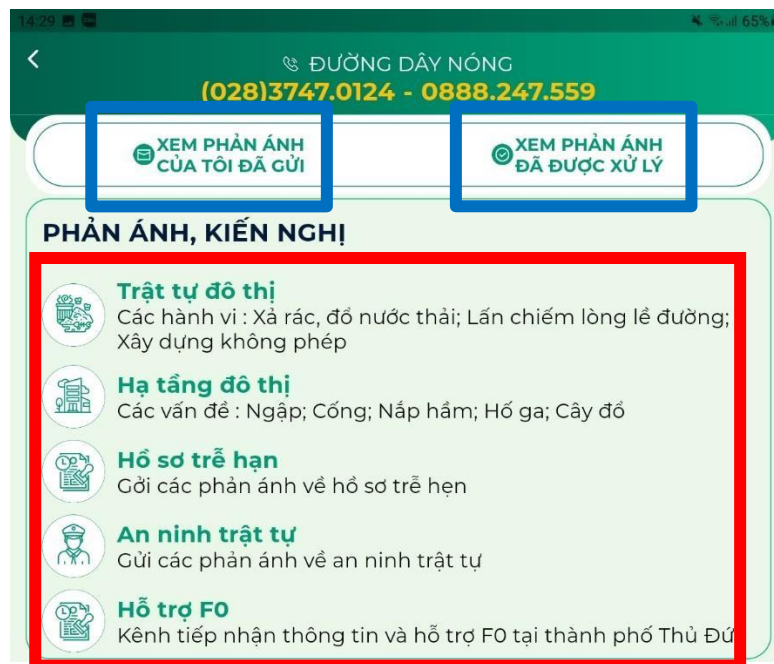 14:29
65%
ĐƯỜNG DÂY NÓNG
(028)3747.0124 - 0888.247.559
XEM PHẢN ÁNH
CỦA TÔI ĐÃ GỬI
XEM PHẢN ÁNH
ĐÃ ĐƯỢC XỬ LÝ
PHẢN ÁNH, KIẾN NGHỊ
Trật tự đô thị
Các hành vi : Xả rác, đổ nước thải; Lấn chiếm lòng lề đường;
Xây dựng không phép
Hạ tầng đô thị
Các vấn đề : Ngập; Cống; Nắp hầm; Hố ga; Cây đổ
Hồ sơ trễ hạn
Gởi các phản ánh về hồ sơ trễ hẹn
An ninh trật tự
Gửi các phản ánh về an ninh trật tự
Hỗ trợ F0
Kênh tiếp nhận thông tin và hỗ trợ F0 tại thành phố Thủ Đứ